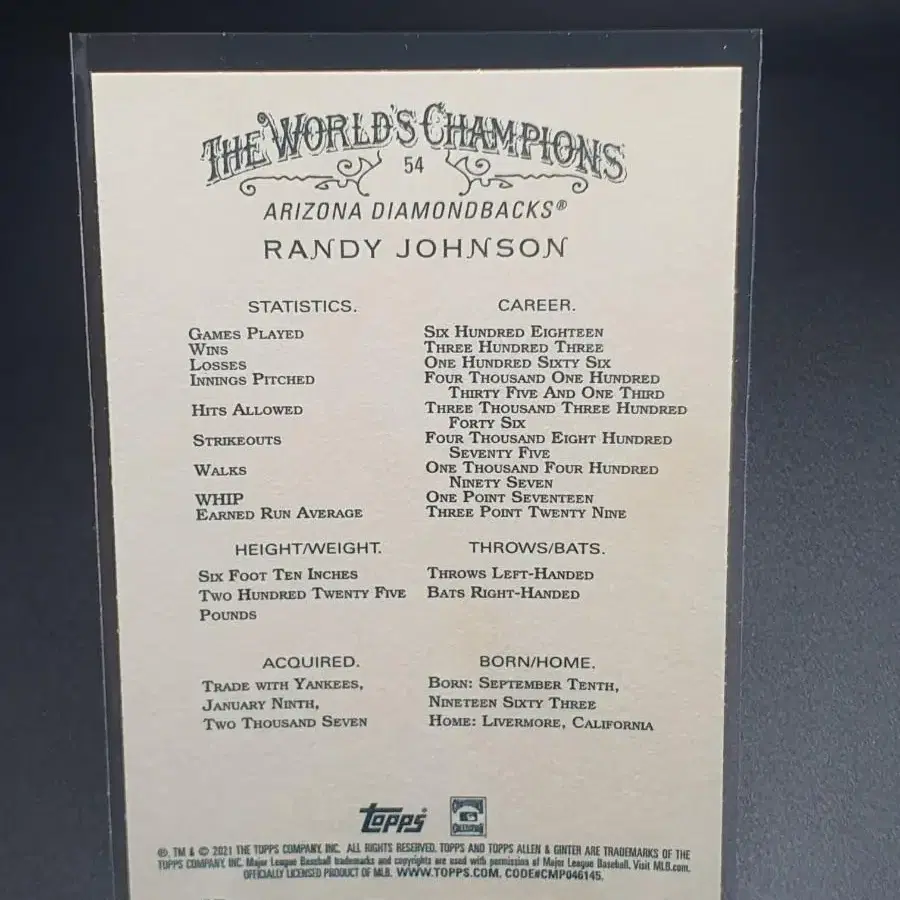 THE WORLD'S CHAMPIONS
54
ARIZONA DIAMONDBACKS®
RANDY JOHNSON
STATISTICS. CAREER.
GAMES PLAYED SIX HUNDRED EIGHTEEN
WINS THREE HUNDRED THREE
LOSSES ONE HUNDRED SIXTY SIX
INNINGS PITCHED FOUR THOUSAND ONE HUNDRED
THIRTY FIVE AND ONE THIRD
HITS ALLOWED THREE THOUSAND THREE HUNDRED
FORTY SIX
STRIKEOUTS FOUR THOUSAND EIGHT HUNDRED
SEVENTY FIVE
WALKS ONE THOUSAND FOUR HUNDRED
NINETY SEVEN
WHIP ONE POINT SEVENTEEN
EARNED RUN AVERAGE THREE POINT TWENTY NINE
HEIGHT/WEIGHT. THROWS/BATS.
SIX FOOT TEN INCHES THROWS LEFT-HANDED
TWO HUNDRED TWENTY FIVE BATS RIGHT-HANDED
POUNDS
ACQUIRED. BORN/HOME.
TRADE WITH YANKEES, BORN: SEPTEMBER TENTH,
JANUARY NINTH, NINETEEN SIXTY THREE
TWO THOUSAND SEVEN HOME: LIVERMORE, CALIFORNIA
Topps
®, TM & © 2021 THE TOPPS COMPANY, INC. ALL RIGHTS RESERVED. TOPPS AND TOPPS ALLEN & GINTER ARE TRADEMARKS OF THE
TOPPS COMPANY, INC. Major League Baseball trademarks and copyrights are used with permission of Major League Baseball. Visit MLB.com.
OFFICIALLY LICENSED PRODUCT OF MLB. WWW.TOPPS.COM. CODE#CMP046145.